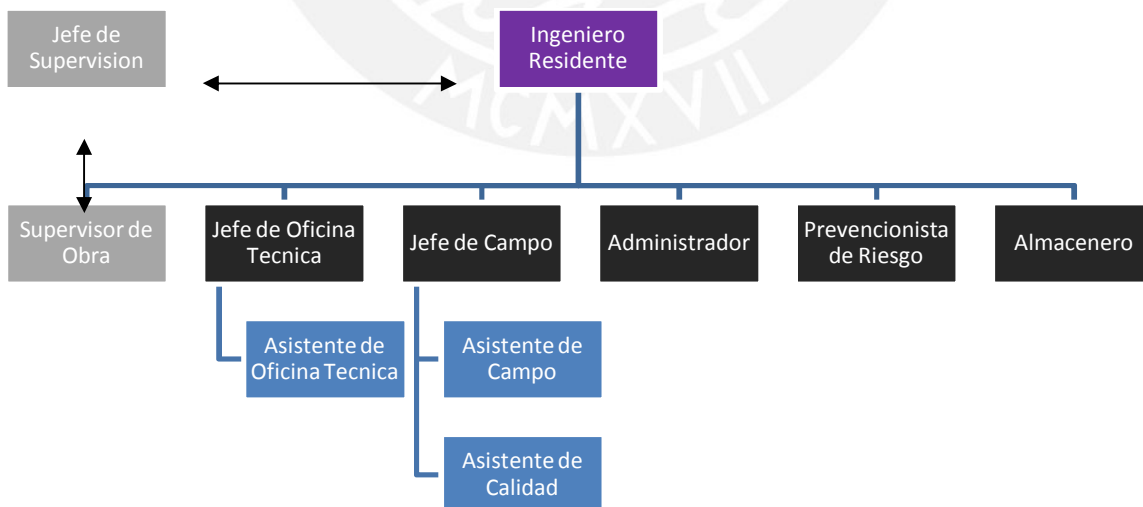 Jefe de
Supervision
Ingeniero
Residente
MCMXVII
Supervisor de
Obra
Jefe de Oficina
Tecnica
Jefe de Campo
Administrador
Prevencionista
de Riesgo
Almacenero
Asistente de
Oficina Tecnica
Asistente de
Campo
Asistente de
Calidad